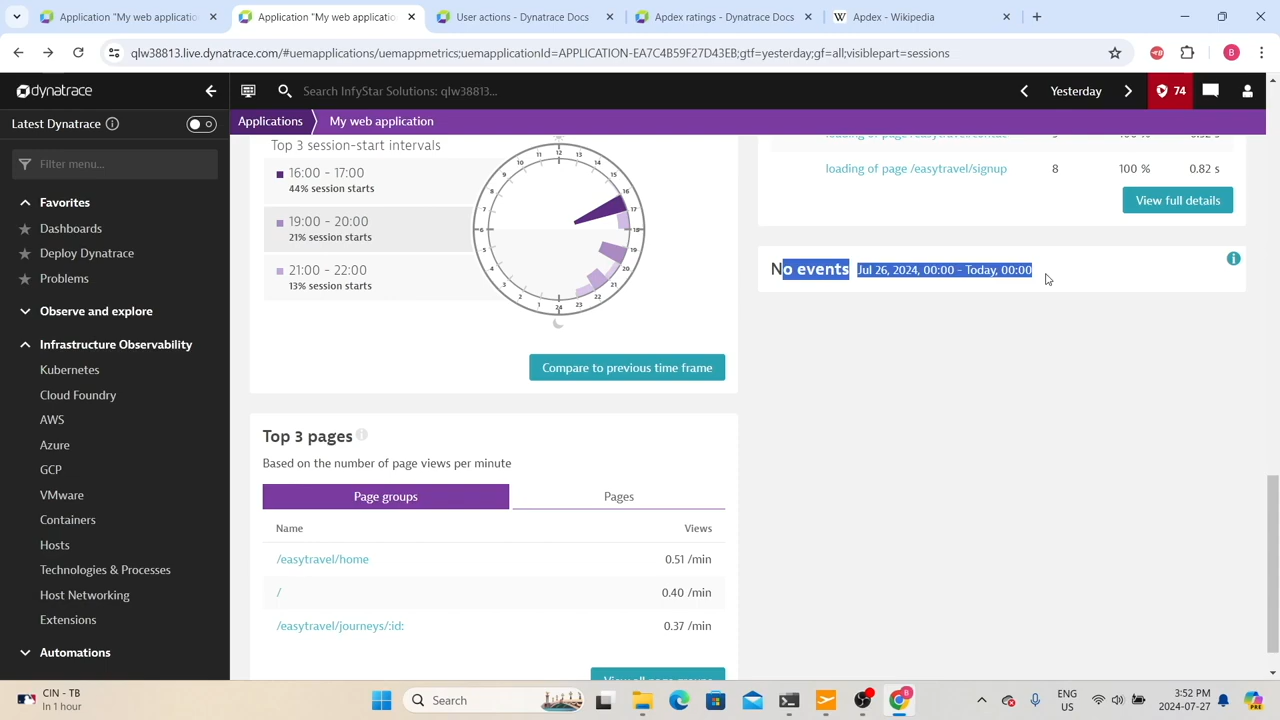 Applications "My web applicati
Applications "My web applicati
User actions - Dynatrace Docs
Apdex ratings - Dynatrace Docs
Apdex - Wikipedia
qlw38813.live.dynatrace.com/#uemapplications/uemappmetrics;uemapplicationId=APPLICATION-EA7C4B59F27D43EB;gtf=yesterday;gf=all;visiblepart=sessions
B
dynatrace
Search InfyStar Solutions: qlw38813...
Yesterday
74
Latest Dynatrace
Applications
My web application
Filter menu...
Favorites
Dashboards
Deploy Dynatrace
Problems
Observe and explore
Infrastructure Observability
Kubernetes
Cloud Foundry
AWS
Azure
GCP
VMware
Containers
Hosts
Technologies & Processes
Host Networking
Extensions
Automations
Top 3 session-start intervals
16:00 - 17:00
44% session starts
19:00 - 20:00
21% session starts
21:00 - 22:00
13% session starts
Compare to previous time frame
Top 3 pages
Based on the number of page views per minute
Page groups
Pages
Name
Views
/easytravel/home
0.51 /min
/
0.40 /min
/easytravel/journeys/:id:
0.37 /min
loading of page /easytravel/signup
8
100 %
0.82 s
View full details
No events
Jul 26, 2024, 00:00 - Today, 00:00
CIN - TB
In 1 hour
Search
ENG
US
3:52 PM
2024-07-27